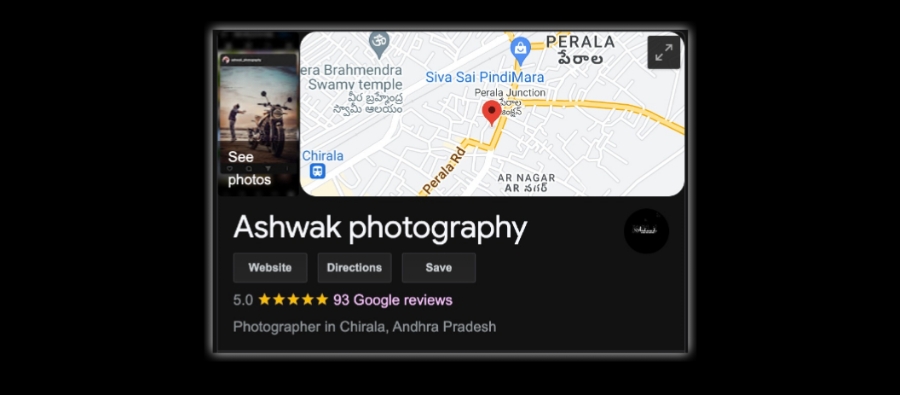 PERALA
పేరాల
era Brahmendra
Swamy temple
వీర బ్రహ్మేంద్ర
స్వామీ ఆలయం
Siva Sai PindiMara
Perala Junction
పేరాల
జంక్షన్
Chirala
Perala Rd
AR NAGAR
AR నగర్
See
photos
Ashwak photography
Website
Directions
Save
5.0 ★★★★★ 93 Google reviews
Photographer in Chirala, Andhra Pradesh